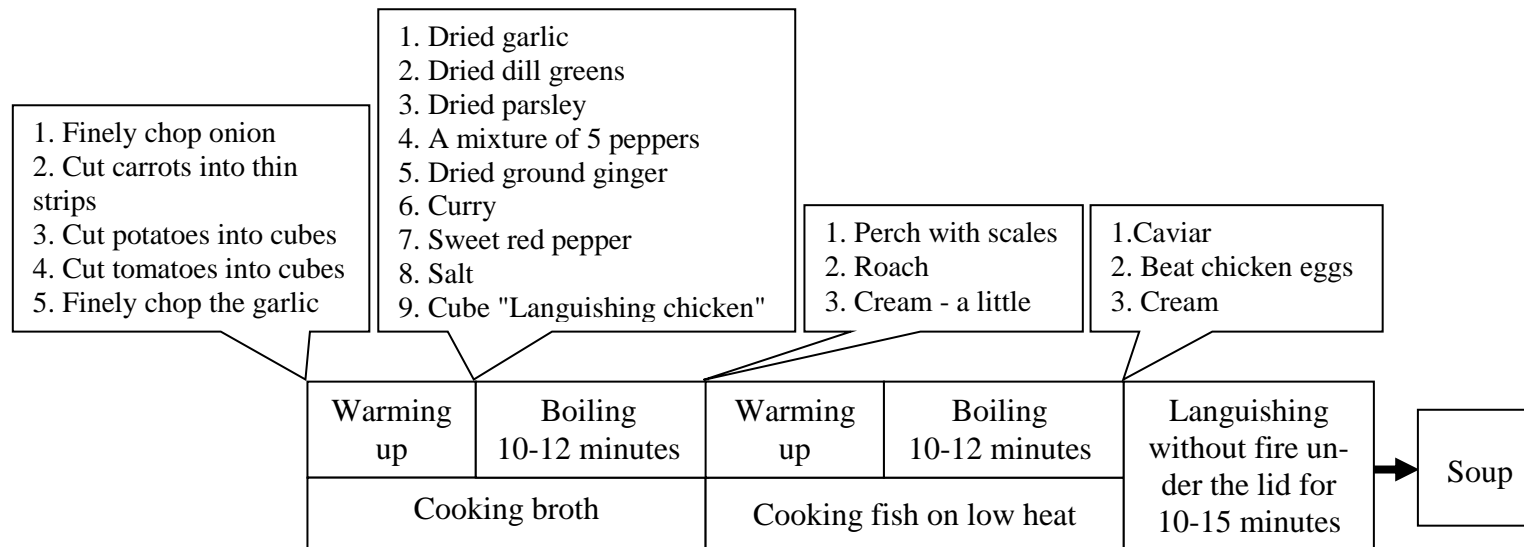 1. Finely chop onion
2. Cut carrots into thin
strips
3. Cut potatoes into cubes
4. Cut tomatoes into cubes
5. Finely chop the garlic
1. Dried garlic
2. Dried dill greens
3. Dried parsley
4. A mixture of 5 peppers
5. Dried ground ginger
6. Curry
7. Sweet red pepper
8. Salt
9. Cube "Languishing chicken"
1. Perch with scales
2. Roach
3. Cream - a little
1.Caviar
2. Beat chicken eggs
3. Cream
Warming
up
Boiling
10-12 minutes
Warming
up
Boiling
10-12 minutes
Languishing
without fire un-
der the lid for
10-15 minutes
Soup
Cooking broth
Cooking fish on low heat